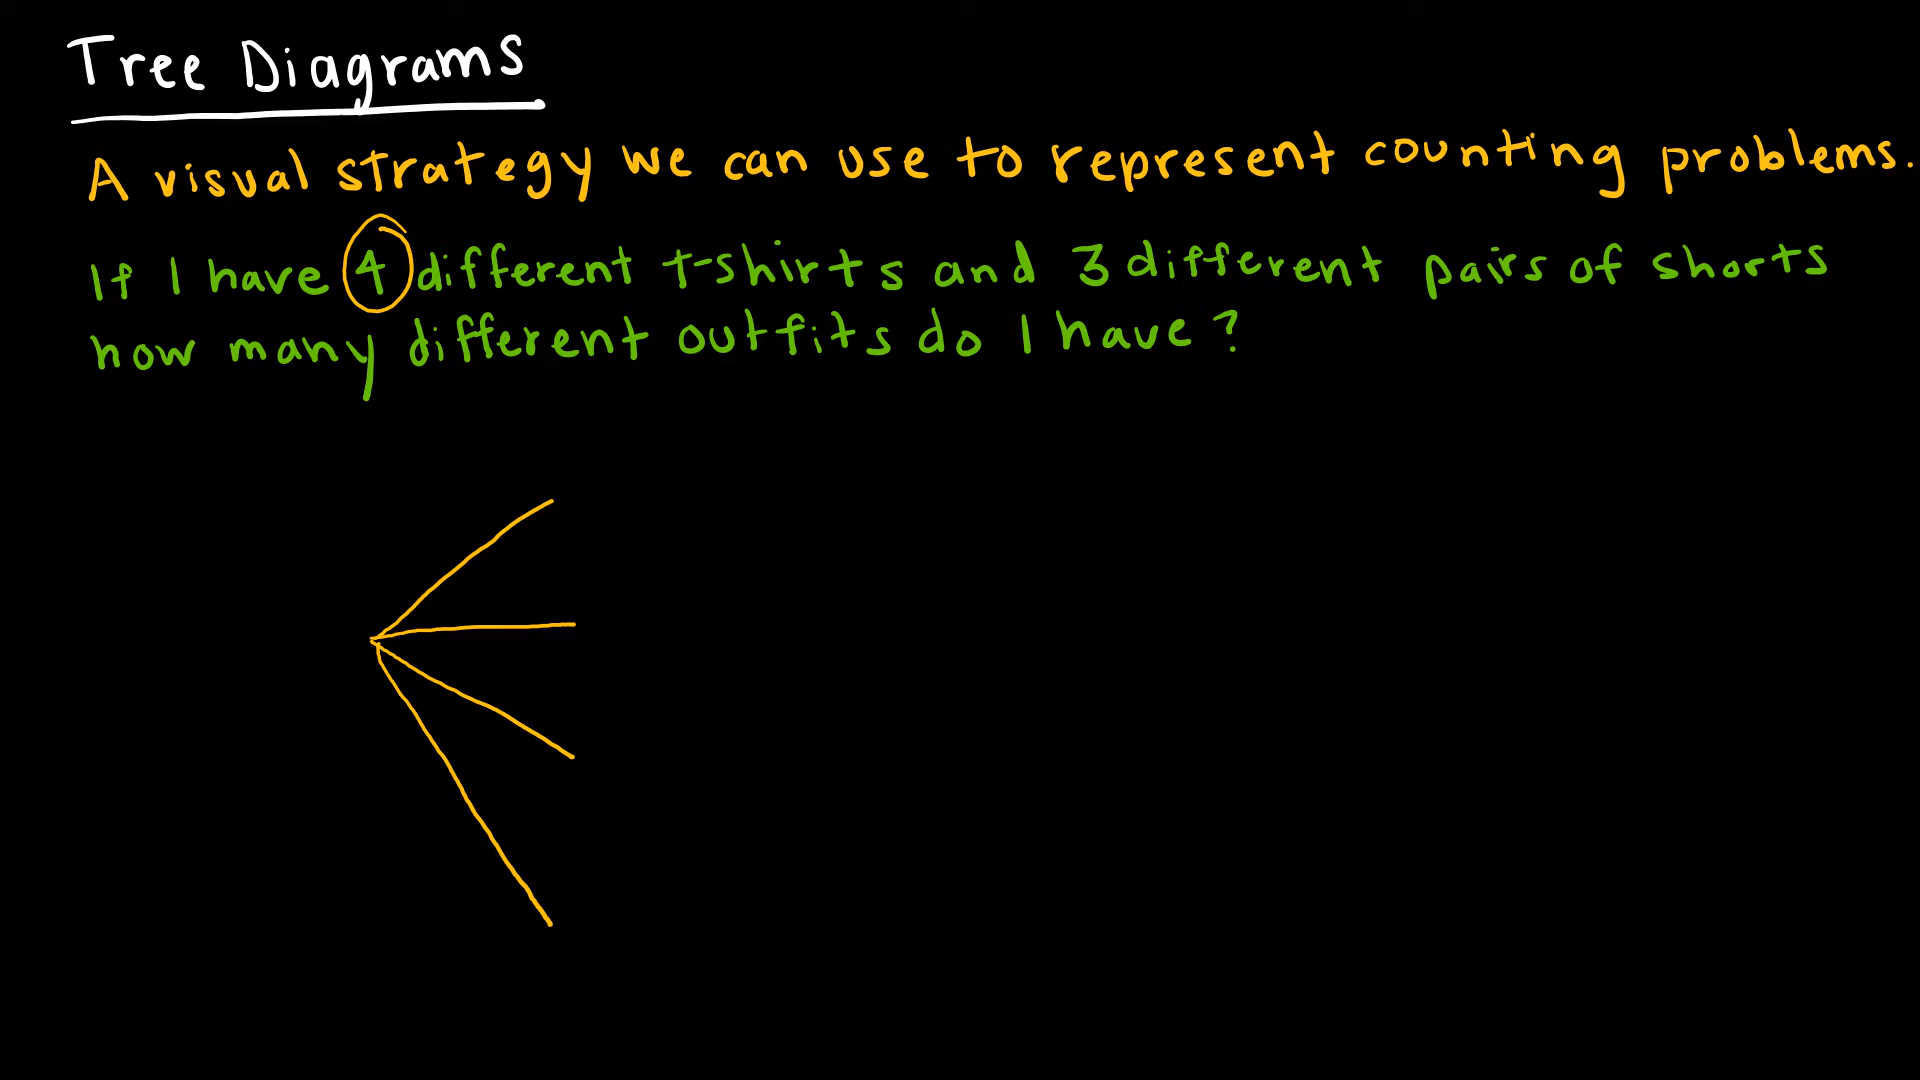 Tree Diagrams
A visual strategy we can use to represent counting problems.
If I have 4 different t-shirts and 3 different pairs of shorts
how many different outfits do I have?